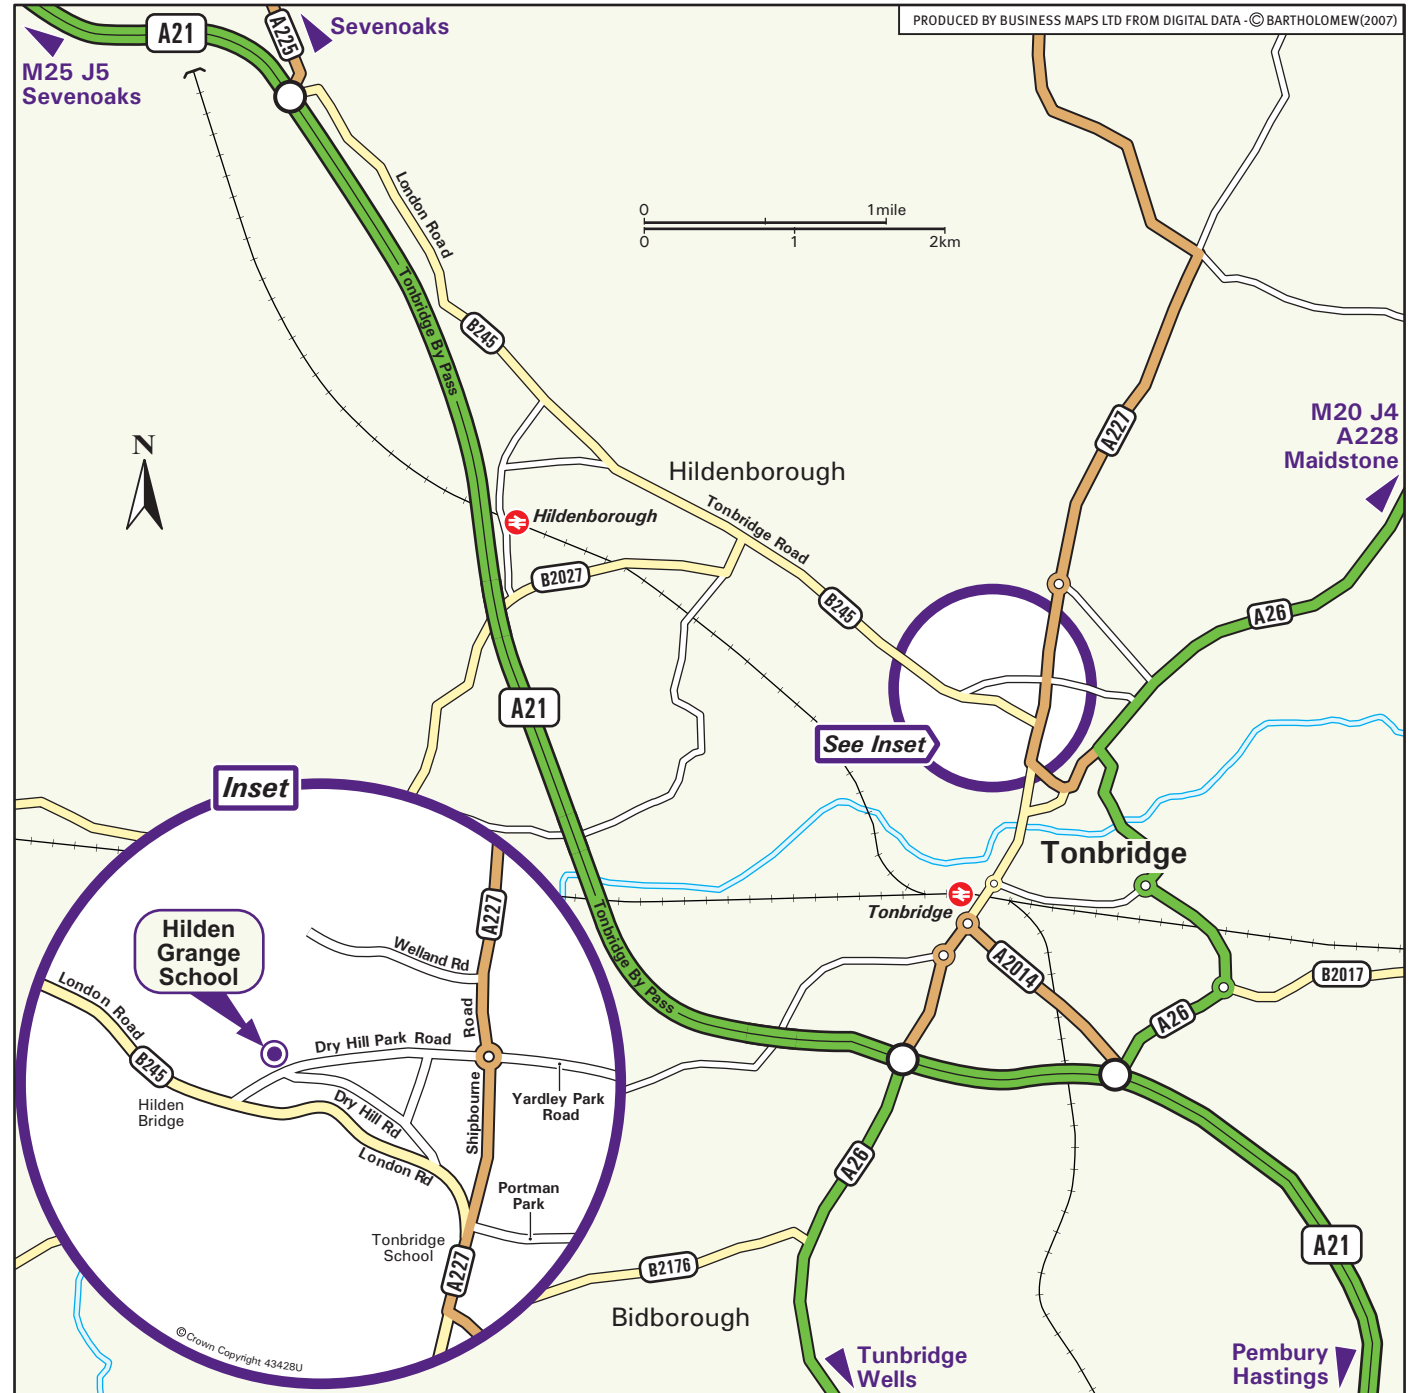 PRODUCED BY BUSINESS MAPS LTD FROM DIGITAL DATA - © BARTHOLOMEW(2007)
A21
A225
Sevenoaks
M25 J5
Sevenoaks
London Road
0
1mile
0
1
2km
Tonbridge By Pass
B245
N
A227
M20 J4
A228
Maidstone
Hildenborough
Tonbridge Road
Hildenborough
B2027
B245
A26
A21
See Inset
Inset
Tonbridge
Tonbridge
Tonbridge By Pass
A2014
B2017
A26
A227
Hilden
Grange
School
Welland Rd
London Road
Road
Dry Hill Park Road
B245
Hilden
Bridge
Dry Hill Rd
Shipbourne
Yardley Park
Road
London Rd
Portman
Park
Tonbridge
School
A227
© Crown Copyright 43428U
A26
B2176
A21
Bidborough
Tunbridge
Wells
Pembury
Hastings